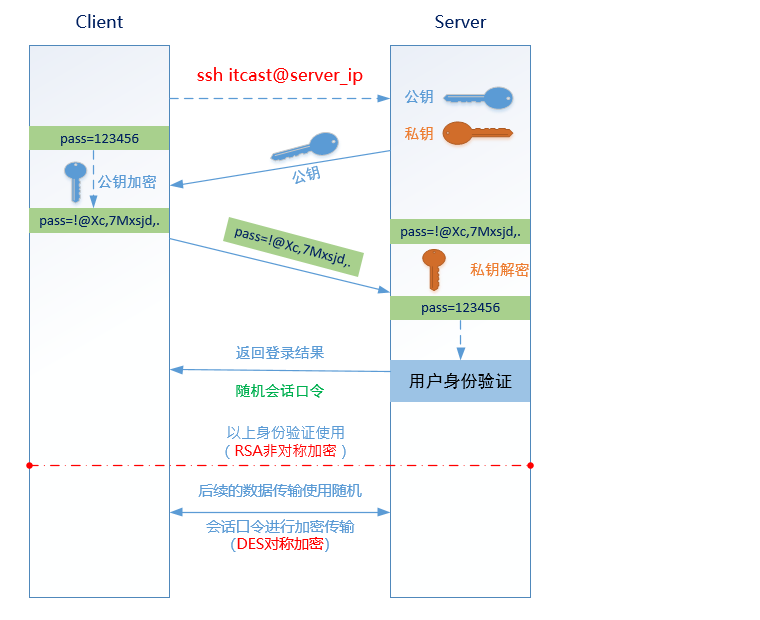 Client
Server
ssh itcast@server_ip
公钥
私钥
pass=123456
公钥
公钥加密
pass=!@Xc,7Mxsjd,.
pass=!@Xc,7Mxsjd,.
pass=!@Xc,7Mxsjd,.
私钥解密
pass=123456
返回登录结果
用户身份验证
随机会话口令
以上身份验证使用
（RSA非对称加密）
后续的数据传输使用随机
会话口令进行加密传输
（DES对称加密）